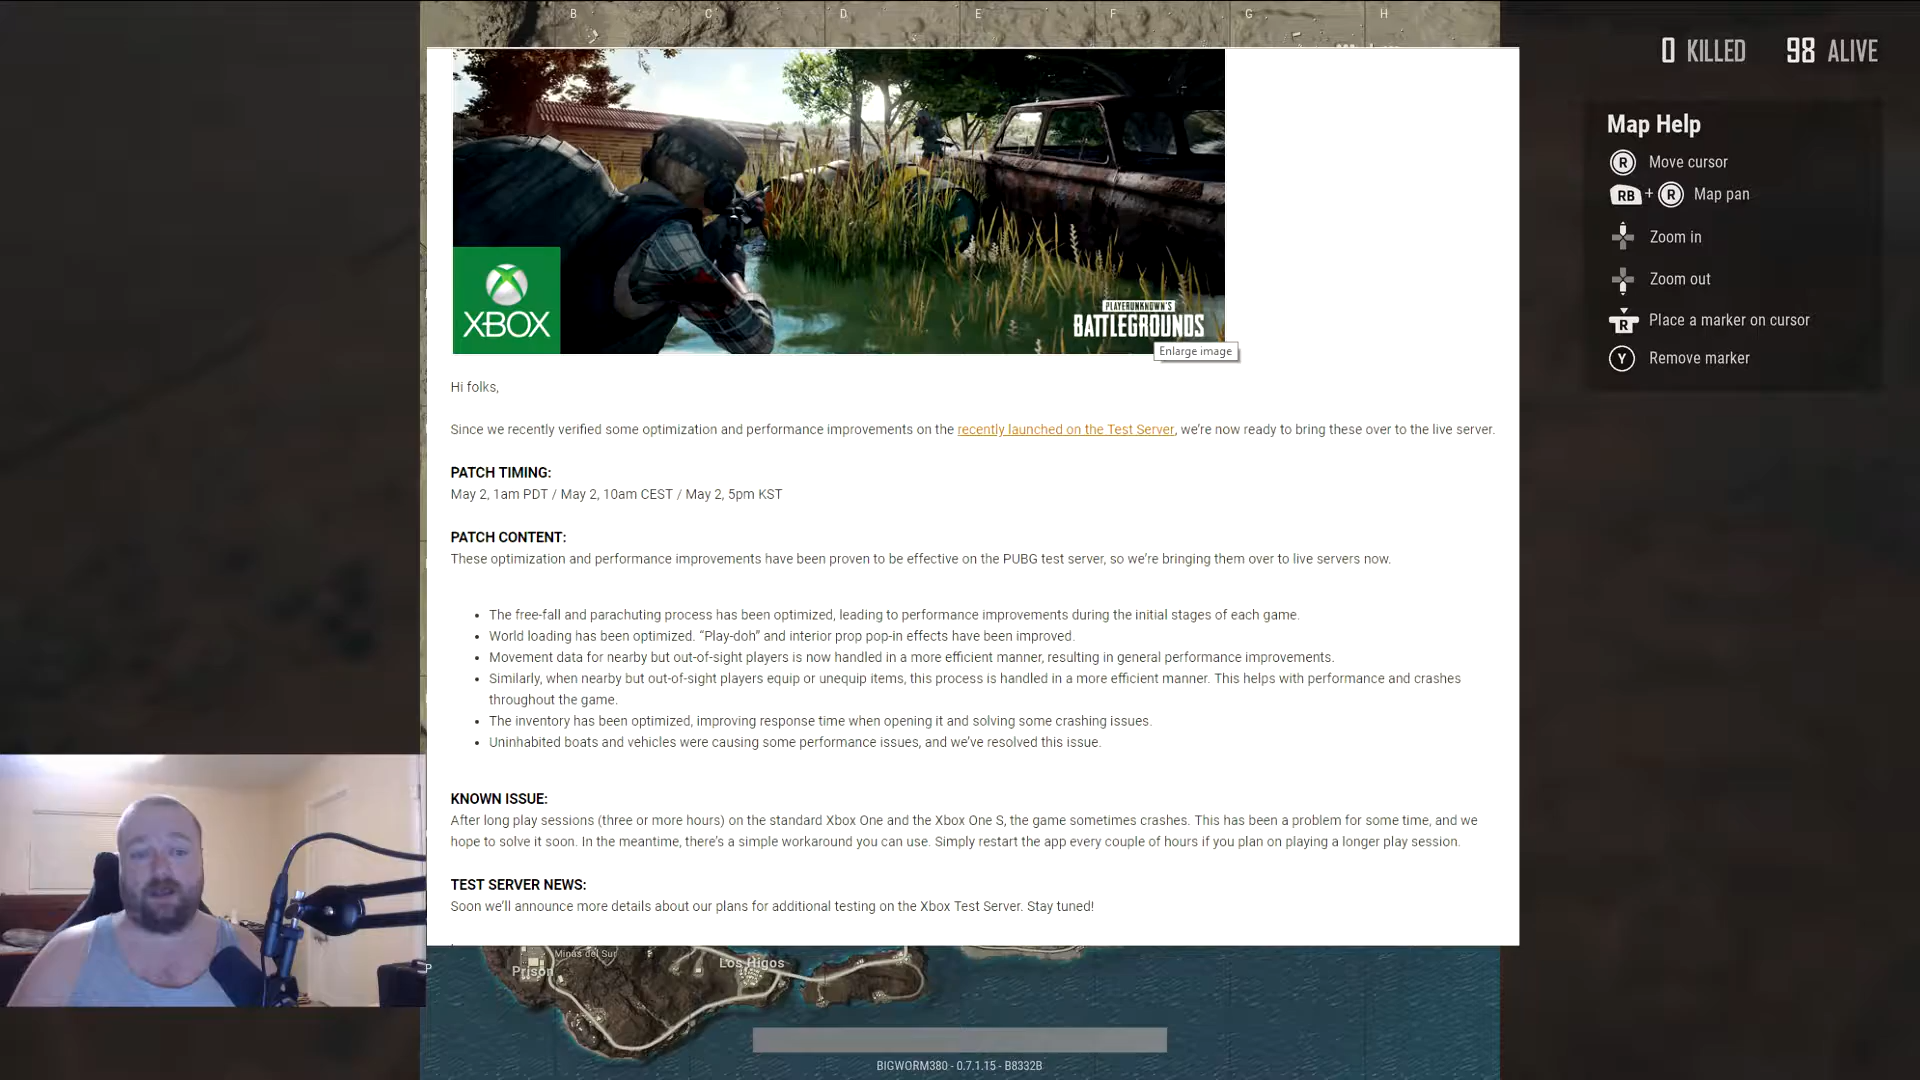 B C D E F G H
0 KILLED 98 ALIVE
Map Help
R Move cursor
RB + R Map pan
Zoom in
Zoom out
R Place a marker on cursor
Y Remove marker
XBOX
PLAYERUNKNOWN'S
BATTLEGROUNDS
Enlarge image
Hi folks,
Since we recently verified some optimization and performance improvements on the recently launched on the Test Server, we're now ready to bring these over to the live server.
PATCH TIMING:
May 2, 1am PDT / May 2, 10am CEST / May 2, 5pm KST
PATCH CONTENT:
These optimization and performance improvements have been proven to be effective on the PUBG test server, so we're bringing them over to live servers now.
• The free-fall and parachuting process has been optimized, leading to performance improvements during the initial stages of each game.
• World loading has been optimized. “Play-doh” and interior prop pop-in effects have been improved.
• Movement data for nearby but out-of-sight players is now handled in a more efficient manner, resulting in general performance improvements.
• Similarly, when nearby but out-of-sight players equip or unequip items, this process is handled in a more efficient manner. This helps with performance and crashes
throughout the game.
• The inventory has been optimized, improving response time when opening it and solving some crashing issues.
• Uninhabited boats and vehicles were causing some performance issues, and we've resolved this issue.
KNOWN ISSUE:
After long play sessions (three or more hours) on the standard Xbox One and the Xbox One S, the game sometimes crashes. This has been a problem for some time, and we
hope to solve it soon. In the meantime, there's a simple workaround you can use. Simply restart the app every couple of hours if you plan on playing a longer play session.
TEST SERVER NEWS:
Soon we'll announce more details about our plans for additional testing on the Xbox Test Server. Stay tuned!
Minas del Sur
P
Prison
Los Higos
BIGWORM380 - 0.7.1.15 - B8332B